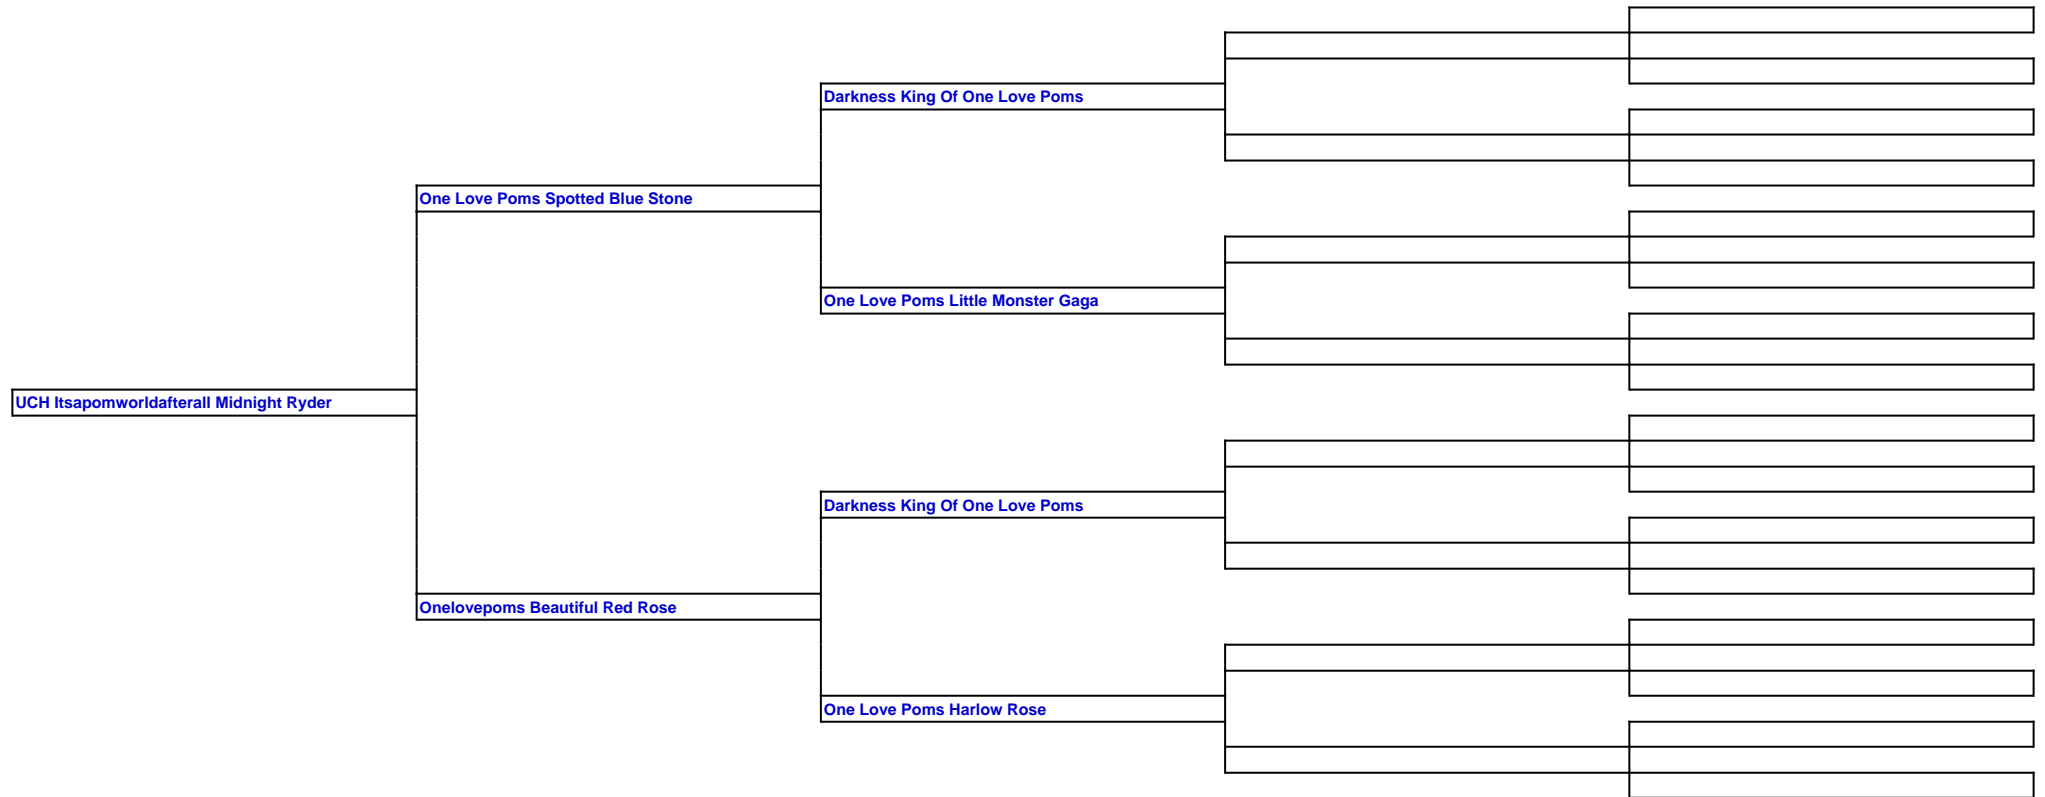 Darkness King Of One Love Poms
One Love Poms Spotted Blue Stone
One Love Poms Little Monster Gaga
UCH Itsapomworldafterall Midnight Ryder
Darkness King Of One Love Poms
Onelovepoms Beautiful Red Rose
One Love Poms Harlow Rose